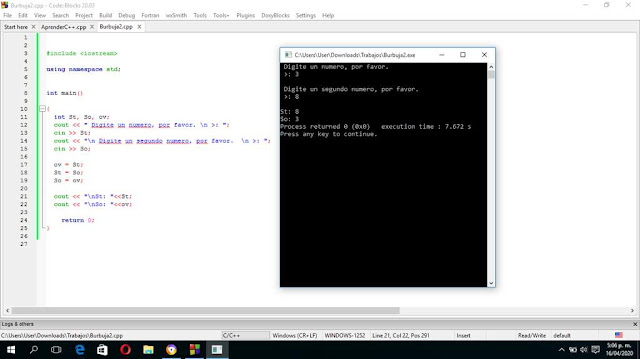 Burbuja2.cpp - Code::Blocks 20.03
File Edit View Search Project Build Debug Fortran wxSmith Tools Tools+ Plugins DoxyBlocks Settings Help
Start here AprenderC++.cpp Burbuja2.cpp
1
2
3 #include <iostream>
4
5 using namespace std;
6
7
8 int main()
9
10 {
11 int St, So, ov;
12 cout << " Digite un numero, por favor. \n >: ";
13 cin >> St;
14 cout << "\n Digite un segundo numero, por favor. \n >: ";
15 cin >> So;
16
17 ov = St;
18 St = So;
19 So = ov;
20
21 cout << "\nSt: "<<St;
22 cout << "\nSo: "<<ov;
23
24 return 0;
25 }
26
27
C:\Users\User\Downloads\Trabajos\Burbuja2.exe
Digite un numero, por favor.
>: 3
Digite un segundo numero, por favor.
>: 8
St: 8
So: 3
Process returned 0 (0x0) execution time : 7.672 s
Press any key to continue.
Logs & others
C:\Users\User\Downloads\Trabajos\Burbuja2.cpp C/C++ Windows (CR+LF) WINDOWS-1252 Line 21, Col 22, Pos 291 Insert Read/Write default
5:06 p. m.
16/04/2020